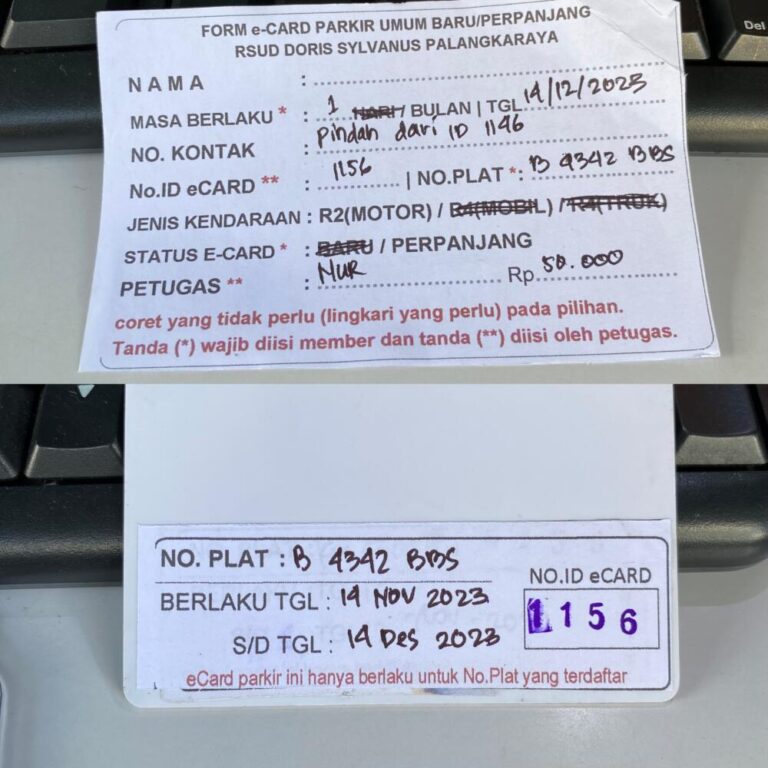 Del
FORM e-CARD PARKIR UMUM BARU/PERPANJANG
RSUD DORIS SYLVANUS PALANGKARAYA
NAMA :
MASA BERLAKU * : 1 HARI / BULAN | TGL 14/12/2023
NO. KONTAK : Pindah dari ID 1146
No.ID eCARD ** : 1156 | NO.PLAT *: B 4342 BBS
JENIS KENDARAAN : R2(MOTOR) / R4(MOBIL) / R4(TRUK)
STATUS E-CARD * : BARU / PERPANJANG
PETUGAS ** : NUR Rp. 50.000
coret yang tidak perlu (lingkari yang perlu) pada pilihan.
Tanda (*) wajib diisi member dan tanda (**) diisi oleh petugas.
NO. PLAT : B 4342 BBS
BERLAKU TGL : 14 NOV 2023
S/D TGL : 14 Des 2023
NO.ID eCARD
1156
eCard parkir ini hanya berlaku untuk No.Plat yang terdaftar